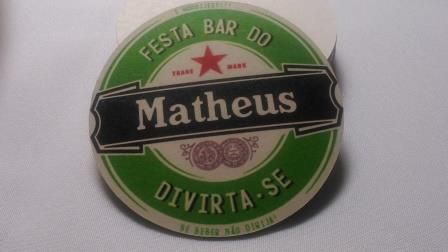 FESTA BAR DO
TRADE MARK
Matheus
DIVIRTA-SE
SE BEBER NÃO DIRIJA!